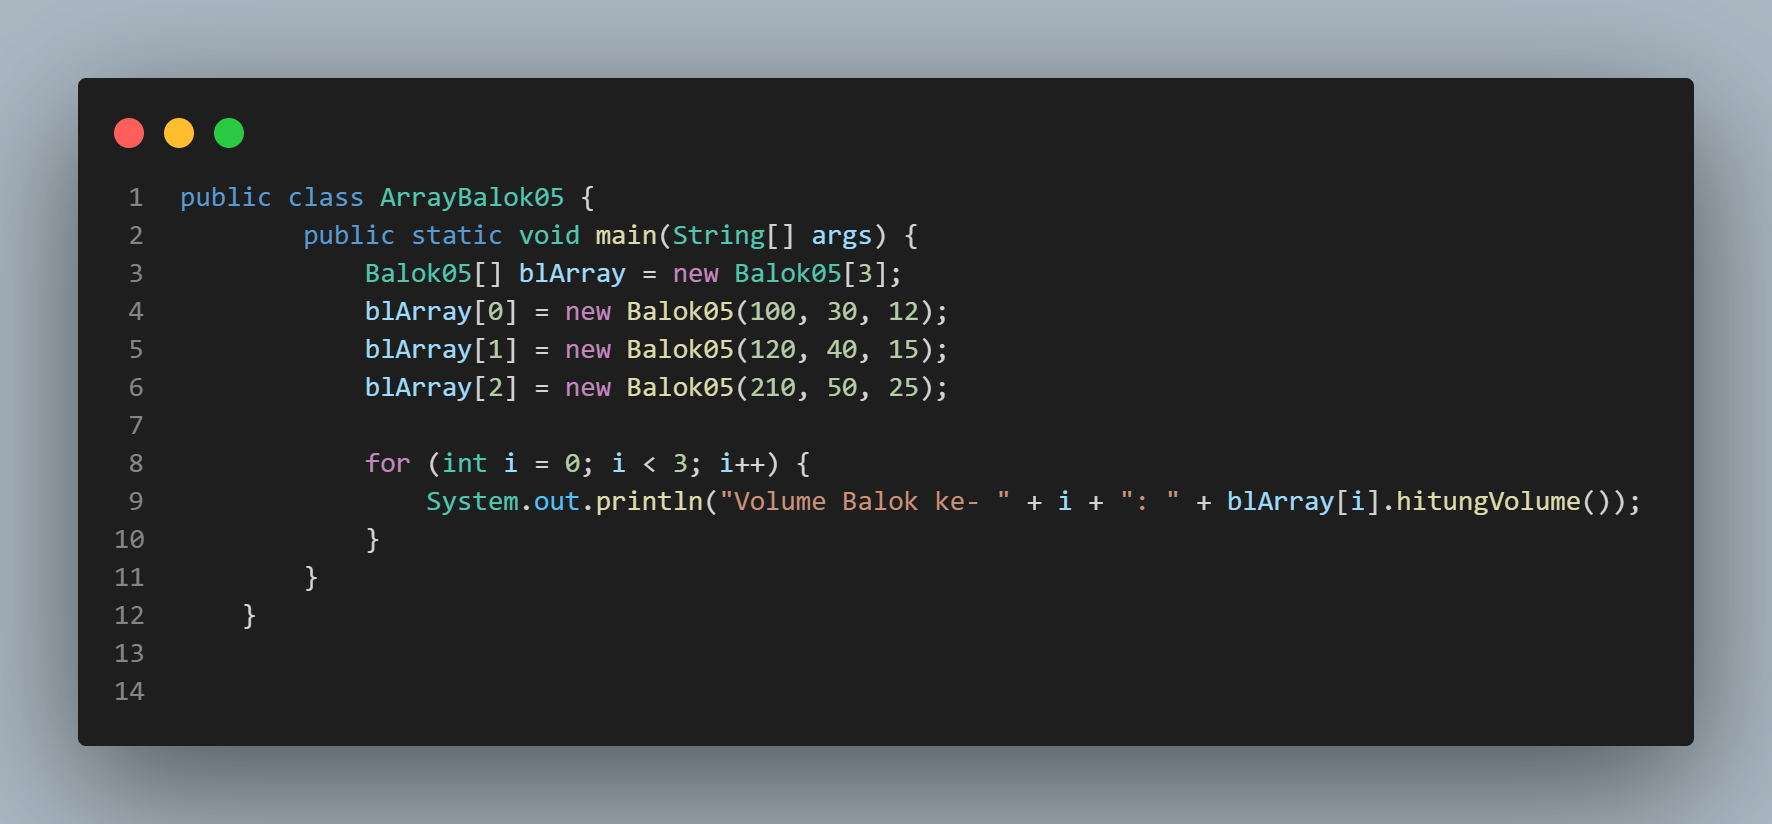 1 public class ArrayBalok05 {
2         public static void main(String[] args) {
3             Balok05[] blArray = new Balok05[3];
4             blArray[0] = new Balok05(100, 30, 12);
5             blArray[1] = new Balok05(120, 40, 15);
6             blArray[2] = new Balok05(210, 50, 25);
7
8             for (int i = 0; i < 3; i++) {
9                 System.out.println("Volume Balok ke- " + i + ": " + blArray[i].hitungVolume());
10             }
11         }
12     }
13
14